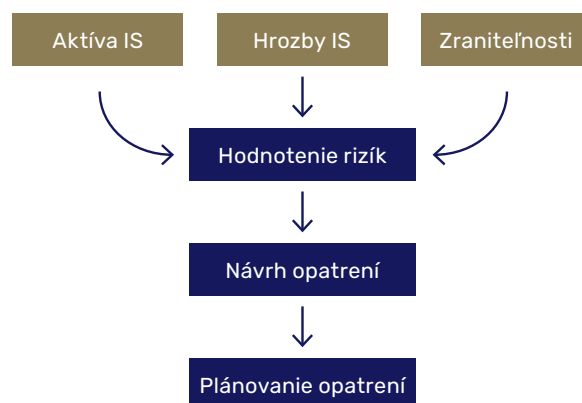 Aktíva IS
Hrozby IS
Zraniteľnosti
Hodnotenie rizík
Návrh opatrení
Plánovanie opatrení